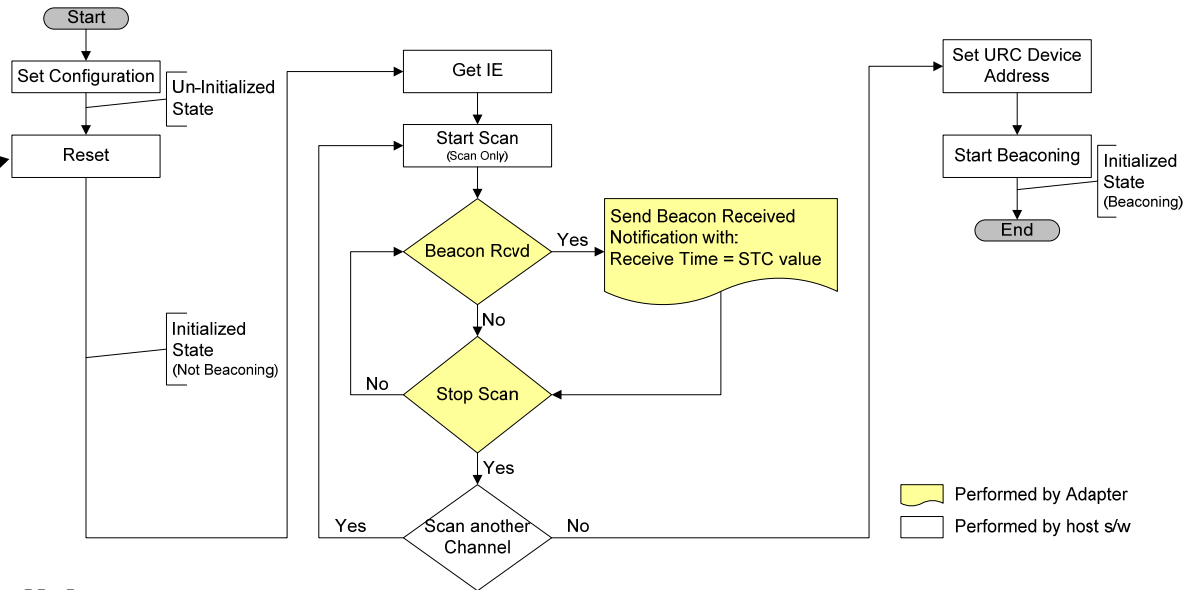 Start
Set Configuration
Un-Initialized
State
Reset
Initialized
State
(Not Beaconing)
Get IE
Start Scan
(Scan Only)
Beacon Rcvd
Yes
Send Beacon Received
Notification with:
Receive Time = STC value
No
Stop Scan
No
Yes
Scan another
Channel
Yes
No
Set URC Device
Address
Start Beaconing
Initialized
State
(Beaconing)
End
Performed by Adapter
Performed by host s/w